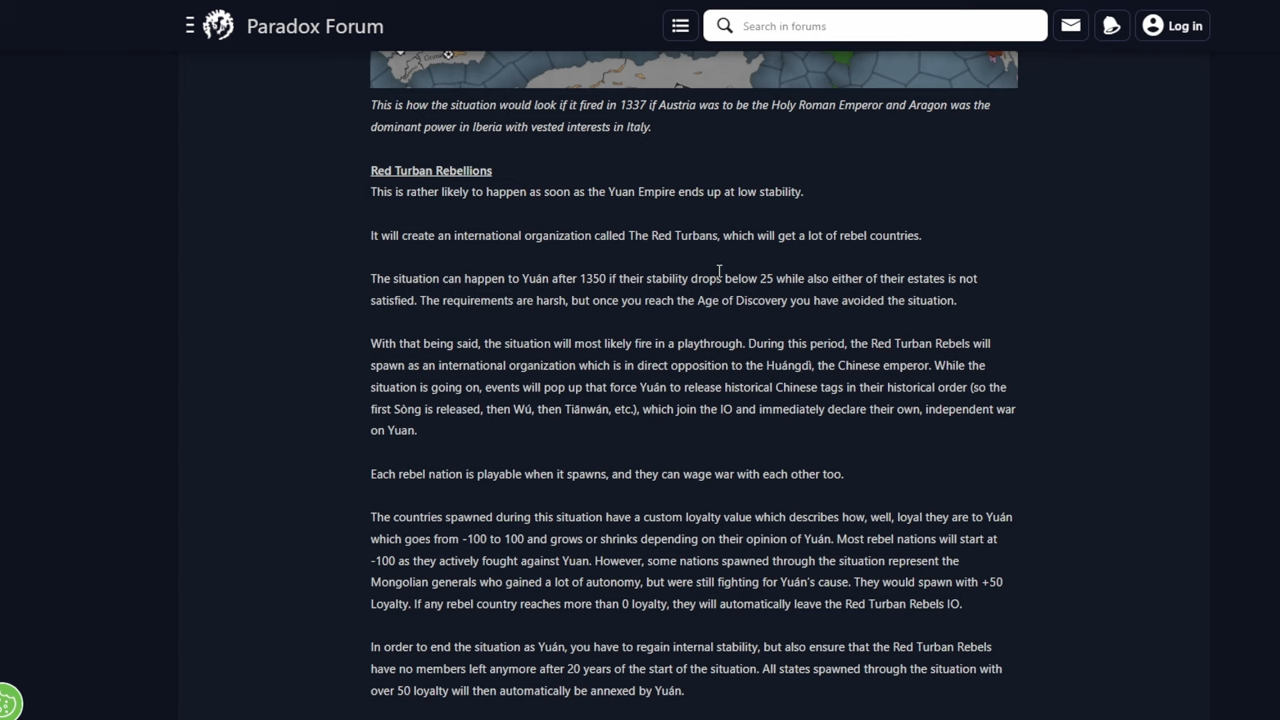 Paradox Forum
Search in forums
Log in
This is how the situation would look if it fired in 1337 if Austria was to be the Holy Roman Emperor and Aragon was the
dominant power in Iberia with vested interests in Italy.
Red Turban Rebellions
This is rather likely to happen as soon as the Yuan Empire ends up at low stability.
It will create an international organization called The Red Turbans, which will get a lot of rebel countries.
The situation can happen to Yuán after 1350 if their stability drops below 25 while also either of their estates is not
satisfied. The requirements are harsh, but once you reach the Age of Discovery you have avoided the situation.
With that being said, the situation will most likely fire in a playthrough. During this period, the Red Turban Rebels will
spawn as an international organization which is in direct opposition to the Huángdì, the Chinese emperor. While the
situation is going on, events will pop up that force Yuán to release historical Chinese tags in their historical order (so the
first Sòng is released, then Wú, then Tiānwán, etc.), which join the IO and immediately declare their own, independent war
on Yuan.
Each rebel nation is playable when it spawns, and they can wage war with each other too.
The countries spawned during this situation have a custom loyalty value which describes how, well, loyal they are to Yuán
which goes from -100 to 100 and grows or shrinks depending on their opinion of Yuán. Most rebel nations will start at
-100 as they actively fought against Yuan. However, some nations spawned through the situation represent the
Mongolian generals who gained a lot of autonomy, but were still fighting for Yuán's cause. They would spawn with +50
Loyalty. If any rebel country reaches more than 0 loyalty, they will automatically leave the Red Turban Rebels IO.
In order to end the situation as Yuán, you have to regain internal stability, but also ensure that the Red Turban Rebels
have no members left anymore after 20 years of the start of the situation. All states spawned through the situation with
over 50 loyalty will then automatically be annexed by Yuán.